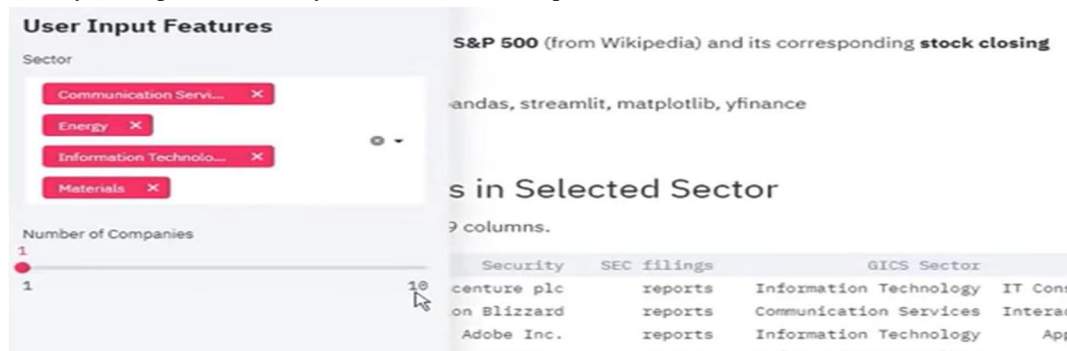 User Input Features
Sector
Communication Servi...
Energy
Information Technolo...
Materials
Number of Companies
1
1 10
S&P 500 (from Wikipedia) and its corresponding stock closing
andas, streamlit, matplotlib, yfinance
s in Selected Sector
9 columns.
Security SEC filings GICS Sector
centure plc reports Information Technology IT Cons
on Blizzard reports Communication Services Interac
Adobe Inc. reports Information Technology App